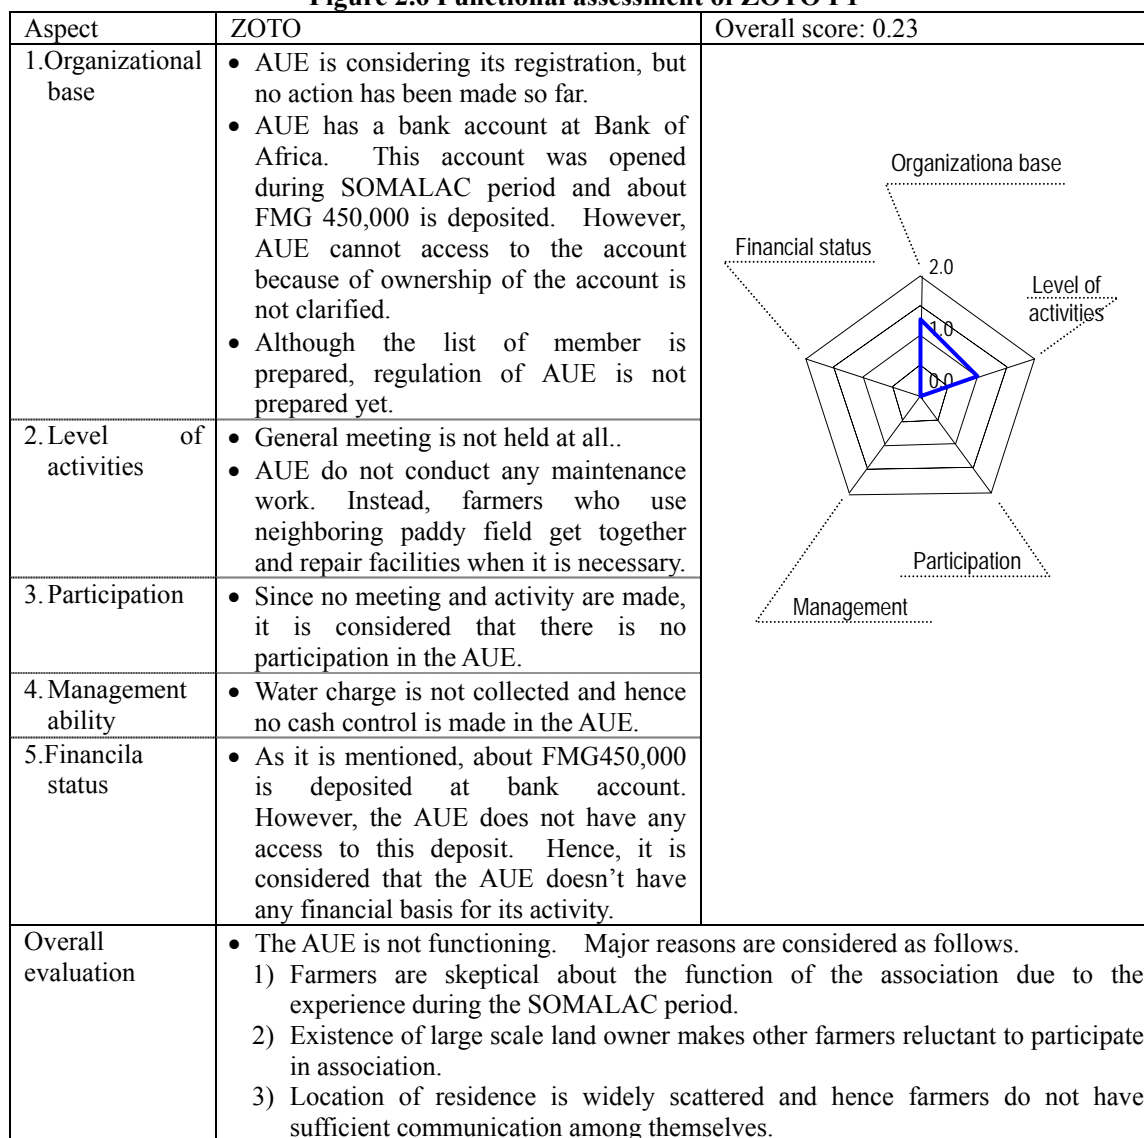 Aspect ZOTO Overall score: 0.23
1.Organizational
base
• AUE is considering its registration, but
no action has been made so far.
• AUE has a bank account at Bank of
Africa. This account was opened
during SOMALAC period and about
FMG 450,000 is deposited. However,
AUE cannot access to the account
because of ownership of the account is
not clarified.
• Although the list of member is
prepared, regulation of AUE is not
prepared yet.
2. Level of
activities
• General meeting is not held at all..
• AUE do not conduct any maintenance
work. Instead, farmers who use
neighboring paddy field get together
and repair facilities when it is necessary.
3. Participation
• Since no meeting and activity are made,
it is considered that there is no
participation in the AUE.
4. Management
ability
• Water charge is not collected and hence
no cash control is made in the AUE.
5.Financila
status
• As it is mentioned, about FMG450,000
is deposited at bank account.
However, the AUE does not have any
access to this deposit. Hence, it is
considered that the AUE doesn't have
any financial basis for its activity.
Organizationa base
Financial status
2.0
Level of
activities
1.0
0.0
Participation
Management
Overall
evaluation
• The AUE is not functioning. Major reasons are considered as follows.
1) Farmers are skeptical about the function of the association due to the
experience during the SOMALAC period.
2) Existence of large scale land owner makes other farmers reluctant to participate
in association.
3) Location of residence is widely scattered and hence farmers do not have
sufficient communication among themselves.